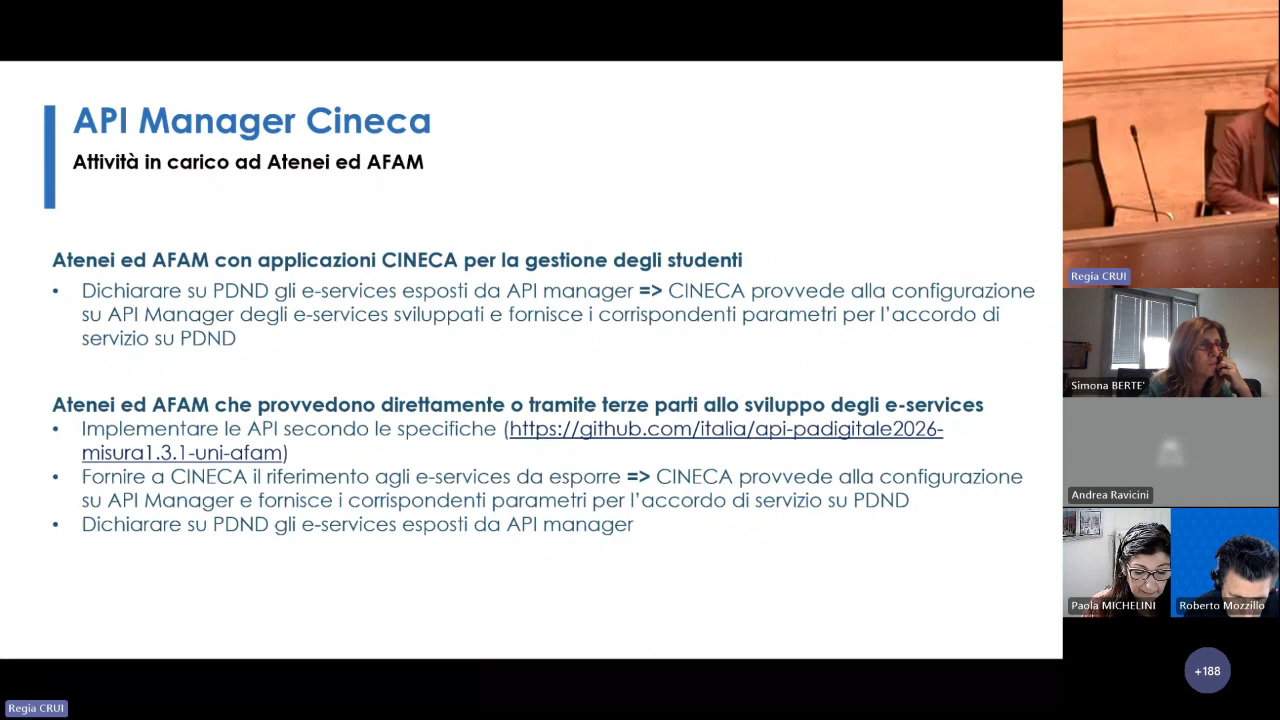 API Manager Cineca
Attività in carico ad Atenei ed AFAM
Atenei ed AFAM con applicazioni CINECA per la gestione degli studenti
• Dichiarare su PDND gli e-services esposti da API manager => CINECA provvede alla configurazione
su API Manager degli e-services sviluppati e fornisce i corrispondenti parametri per l’accordo di
servizio su PDND
Atenei ed AFAM che provvedono direttamente o tramite terze parti allo sviluppo degli e-services
• Implementare le API secondo le specifiche (https://github.com/italia/api-padigitale2026-
misura1.3.1-uni-afam)
• Fornire a CINECA il riferimento agli e-services da esporre => CINECA provvede alla configurazione
su API Manager e fornisce i corrispondenti parametri per l’accordo di servizio su PDND
• Dichiarare su PDND gli e-services esposti da API manager
Regia CRUI
Simona BERTE'
Andrea Ravicini
Paola MICHELINI
Roberto Mozzillo
+188
Regia CRUI